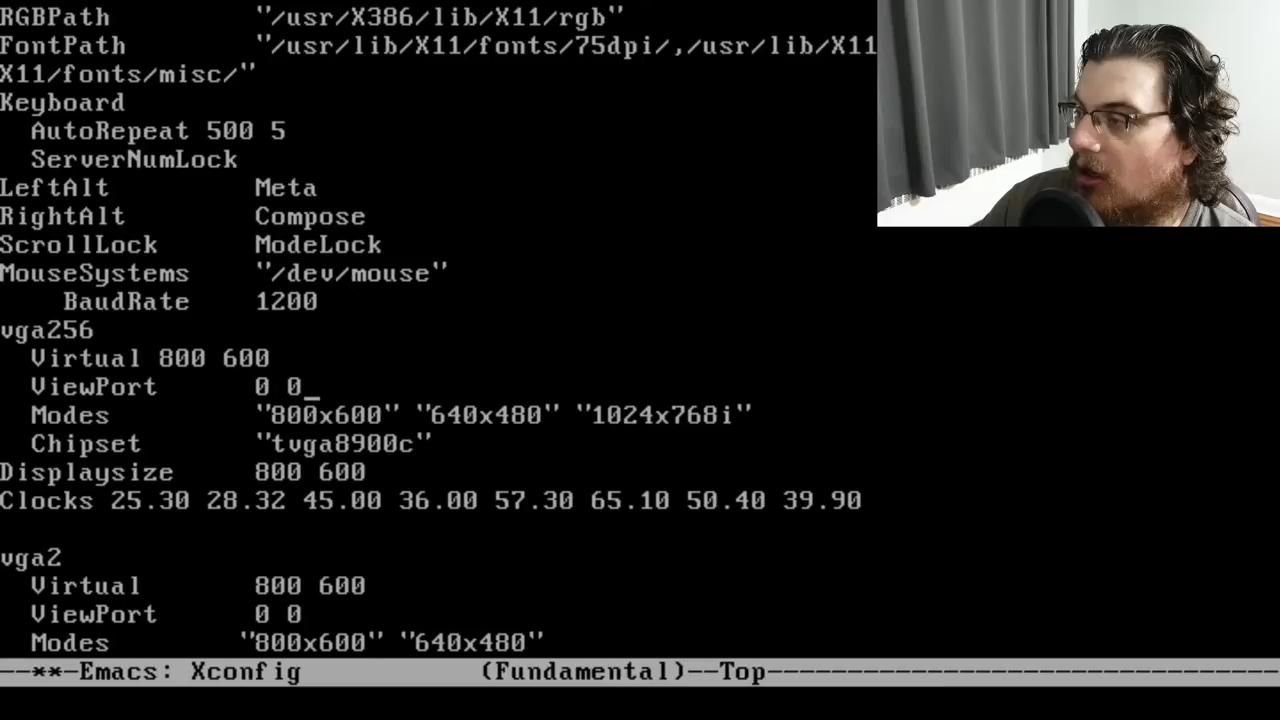 RGBPath "/usr/X386/lib/X11/rgb"
FontPath "/usr/lib/X11/fonts/75dpi/,/usr/lib/X11
X11/fonts/misc/"
Keyboard
AutoRepeat 500 5
ServerNumLock
LeftAlt Meta
RightAlt Compose
ScrollLock ModeLock
MouseSystems "/dev/mouse"
BaudRate 1200
vga256
Virtual 800 600
ViewPort 0 0_
Modes "800x600" "640x480" "1024x768i"
Chipset "tvga8900c"
Displaysize 800 600
Clocks 25.30 28.32 45.00 36.00 57.30 65.10 50.40 39.90
vga2
Virtual 800 600
ViewPort 0 0
Modes "800x600" "640x480"
--**-Emacs: Xconfig (Fundamental)--Top--------------------------------